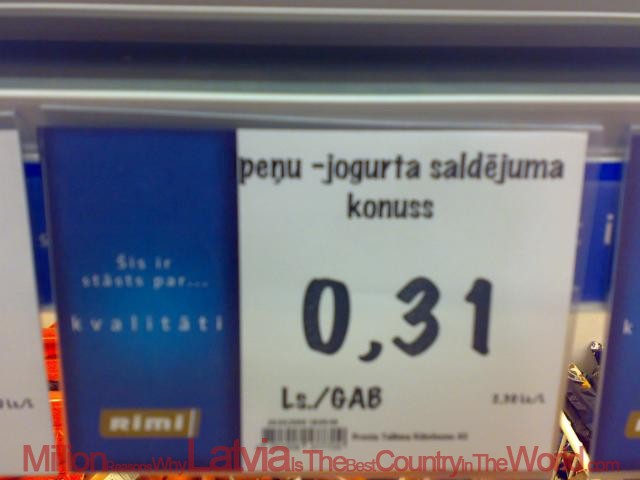 peņu -jogurta saldējuma
konuss
Šis ir
stāsts par...
kvalitāti
0,31
Ls./GAB
Rimi
MillionReasonsWhyLatviaIsTheBestCountryInTheWorld.com